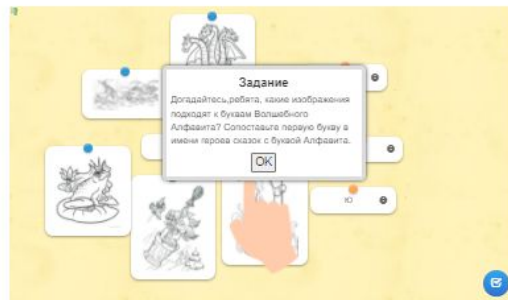 Задание
Догадайтесь,ребята, какие изображения
подходят к буквам Волшебного
Алфавита? Сопоставьте первую букву в
имени героев сказок с буквой Алфавита.
OK
Ю